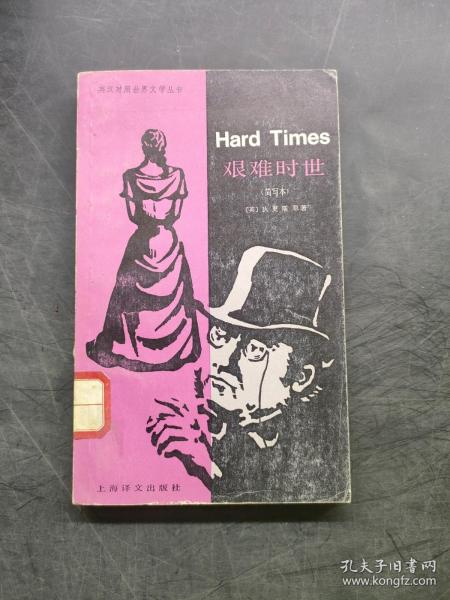 英汉对照世界文学丛书
Hard Times
艰难时世
(简写本)
〔英〕狄更斯原著
上海译文出版社
孔夫子旧书网
www.kongfz.com